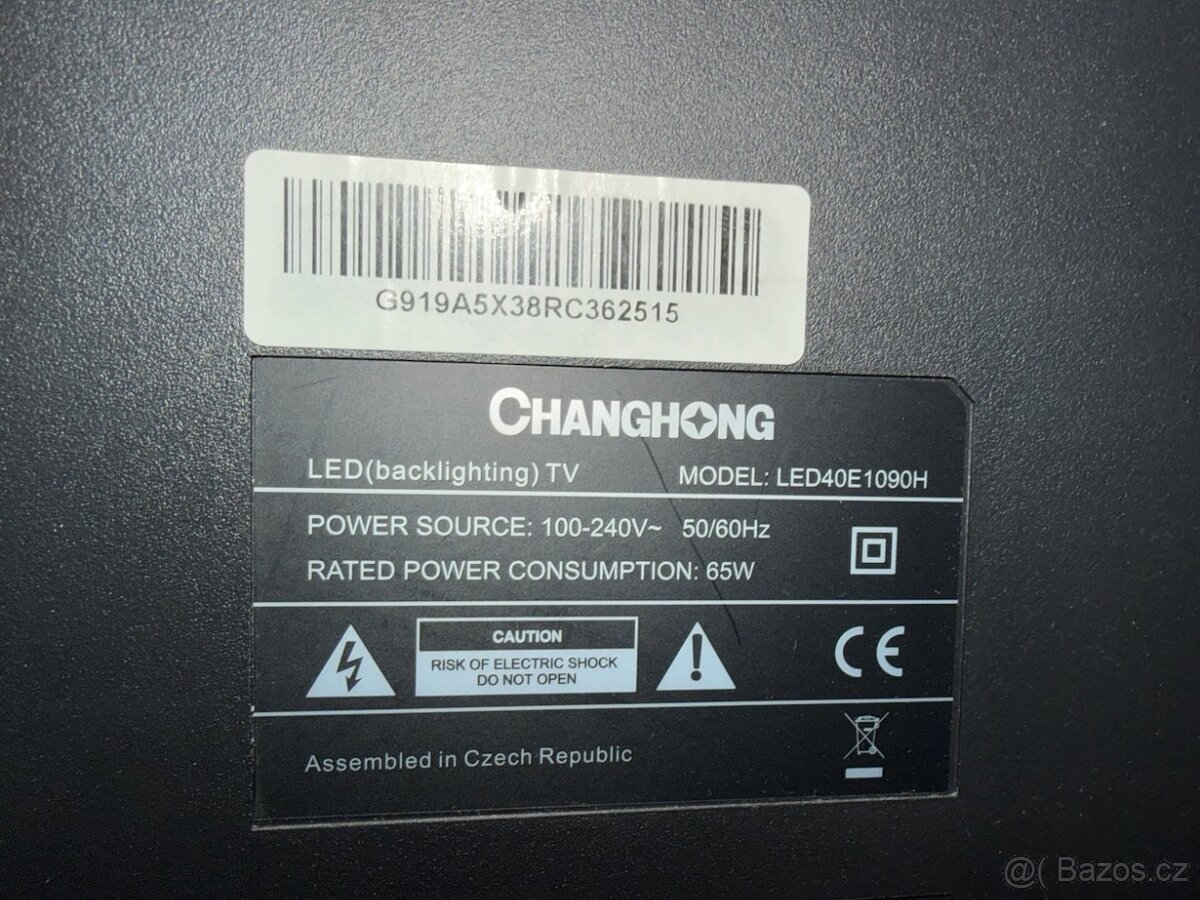 G919A5X38RC362515
CHANGHONG
LED(backlighting) TV MODEL: LED40E1090H
POWER SOURCE: 100-240V~ 50/60Hz
RATED POWER CONSUMPTION: 65W
CAUTION
RISK OF ELECTRIC SHOCK
DO NOT OPEN
CE
Assembled in Czech Republic
@( Bazos.cz